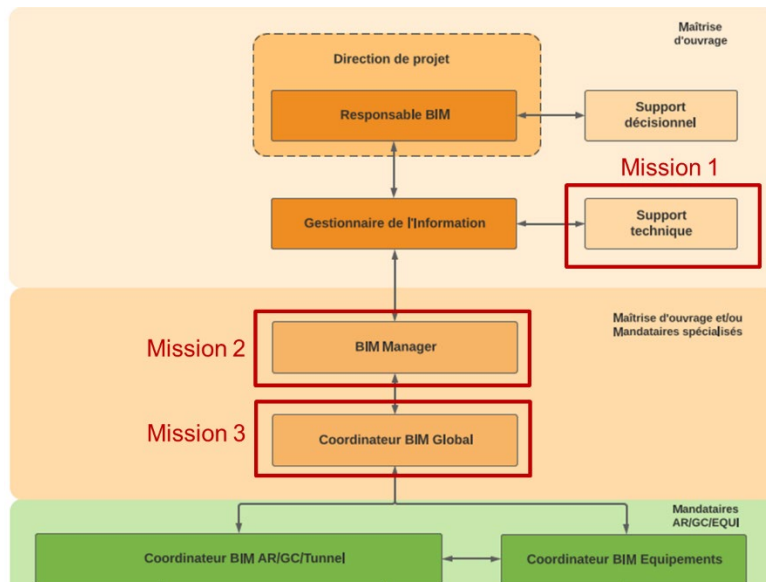 Maîtrise
d'ouvrage
Direction de projet
Responsable BIM
Support
décisionnel
Mission 1
Gestionnaire de l'Information
Support
technique
Maîtrise d'ouvrage et/ou
Mandataires spécialisés
Mission 2
BIM Manager
Mission 3
Coordinateur BIM Global
Mandataires
AR/GC/EQUI
Coordinateur BIM AR/GC/Tunnel
Coordinateur BIM Equipements